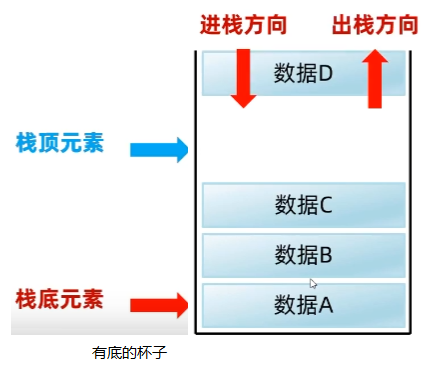 进栈方向 出栈方向
数据D
栈顶元素
数据C
数据B
栈底元素
数据A
有底的杯子